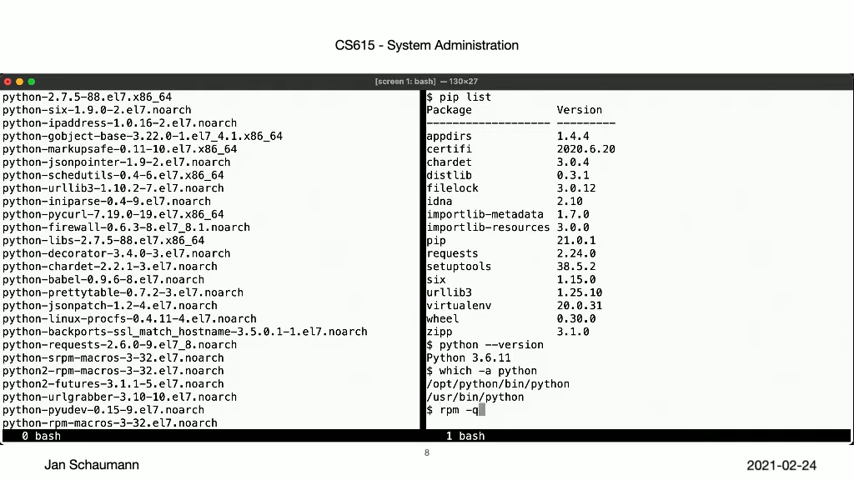 CS615 - System Administration
[screen 1: bash] — 130×27
python-2.7.5-88.el7.x86_64
python-six-1.9.0-2.el7.noarch
python-ipaddress-1.0.16-2.el7.noarch
python-gobject-base-3.22.0-1.el7_4.1.x86_64
python-markupsafe-0.11-10.el7.x86_64
python-jsonpointer-1.9-2.el7.noarch
python-schedutils-0.4-6.el7.x86_64
python-urllib3-1.10.2-7.el7.noarch
python-iniparse-0.4-9.el7.noarch
python-pycurl-7.19.0-19.el7.x86_64
python-firewall-0.6.3-8.el7_8.1.noarch
python-libs-2.7.5-88.el7.x86_64
python-decorator-3.4.0-3.el7.noarch
python-chardet-2.2.1-3.el7.noarch
python-babel-0.9.6-8.el7.noarch
python-prettytable-0.7.2-3.el7.noarch
python-jsonpatch-1.2-4.el7.noarch
python-linux-procfs-0.4.11-4.el7.noarch
python-backports-ssl_match_hostname-3.5.0.1-1.el7.noarch
python-requests-2.6.0-9.el7_8.noarch
python-srpm-macros-3-32.el7.noarch
python2-rpm-macros-3-32.el7.noarch
python2-futures-3.1.1-5.el7.noarch
python-urlgrabber-3.10-10.el7.noarch
python-pyudev-0.15-9.el7.noarch
python-rpm-macros-3-32.el7.noarch
0 bash
$ pip list
Package Version
------------------- ---------
appdirs 1.4.4
certifi 2020.6.20
chardet 3.0.4
distlib 0.3.1
filelock 3.0.12
idna 2.10
importlib-metadata 1.7.0
importlib-resources 3.0.0
pip 21.0.1
requests 2.24.0
setuptools 38.5.2
six 1.15.0
urllib3 1.25.10
virtualenv 20.0.31
wheel 0.30.0
zipp 3.1.0
$ python --version
Python 3.6.11
$ which -a python
/opt/python/bin/python
/usr/bin/python
$ rpm -q
1 bash
8
Jan Schaumann
2021-02-24